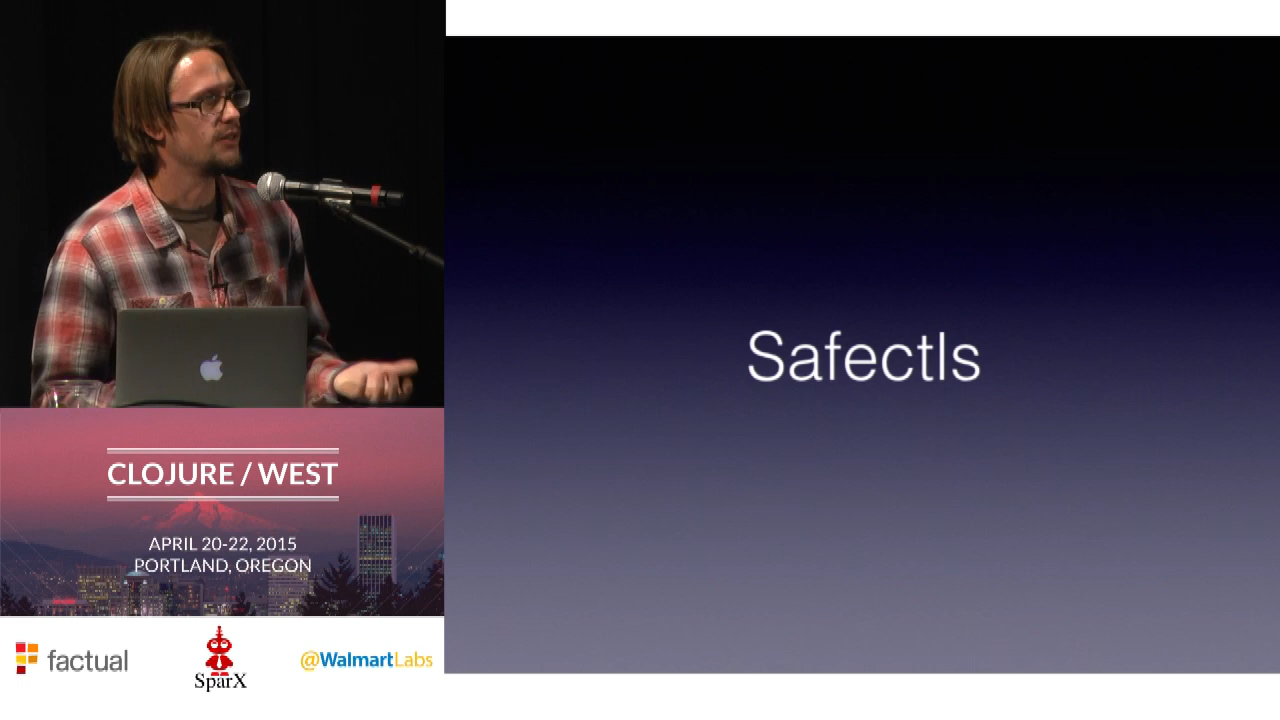 Safectls
CLOJURE / WEST
APRIL 20-22, 2015
PORTLAND, OREGON
factual
SparX
@WalmartLabs